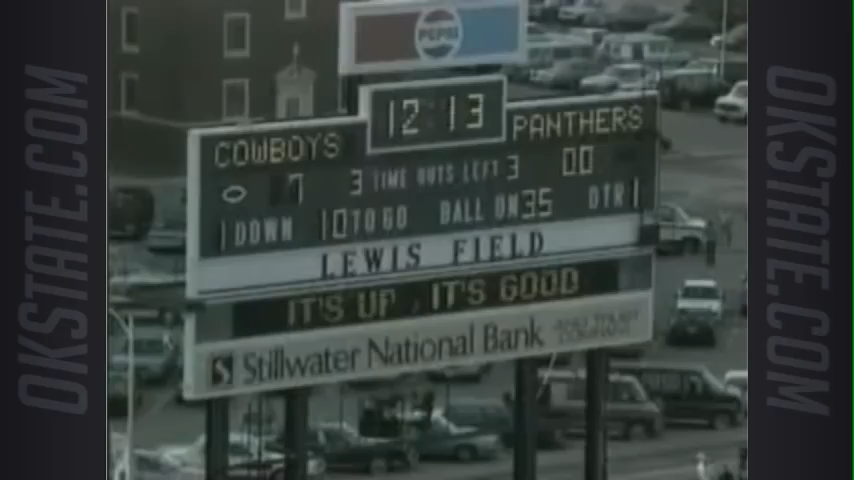 PEPSI
12:13
COWBOYS PANTHERS
7 3 TIME OUTS LEFT 3 00
1 DOWN 10 TO GO BALL ON 35 QTR 1
LEWIS FIELD
IT'S UP , IT'S GOOD
S Stillwater National Bank
OKSTATE.COM
OKSTATE.COM